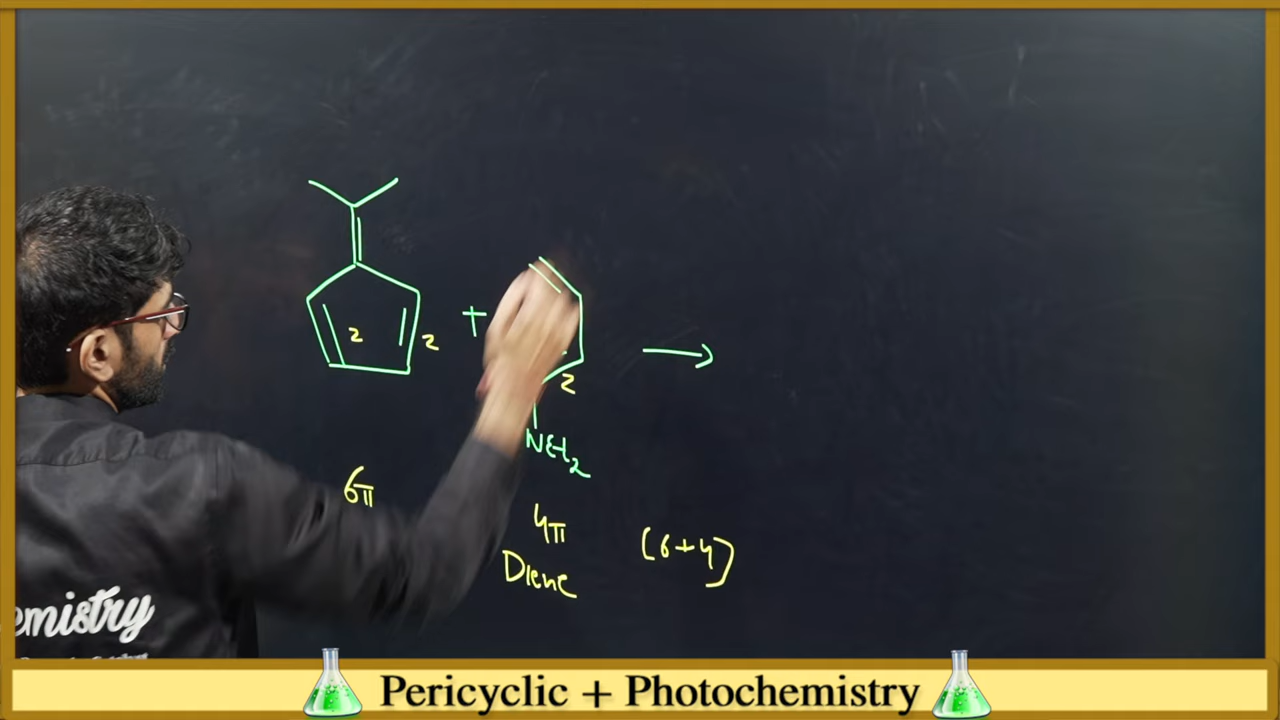 2
2
+
2
NEt2
6π
4π
Diene
[6+4]
emistry
Pericyclic + Photochemistry